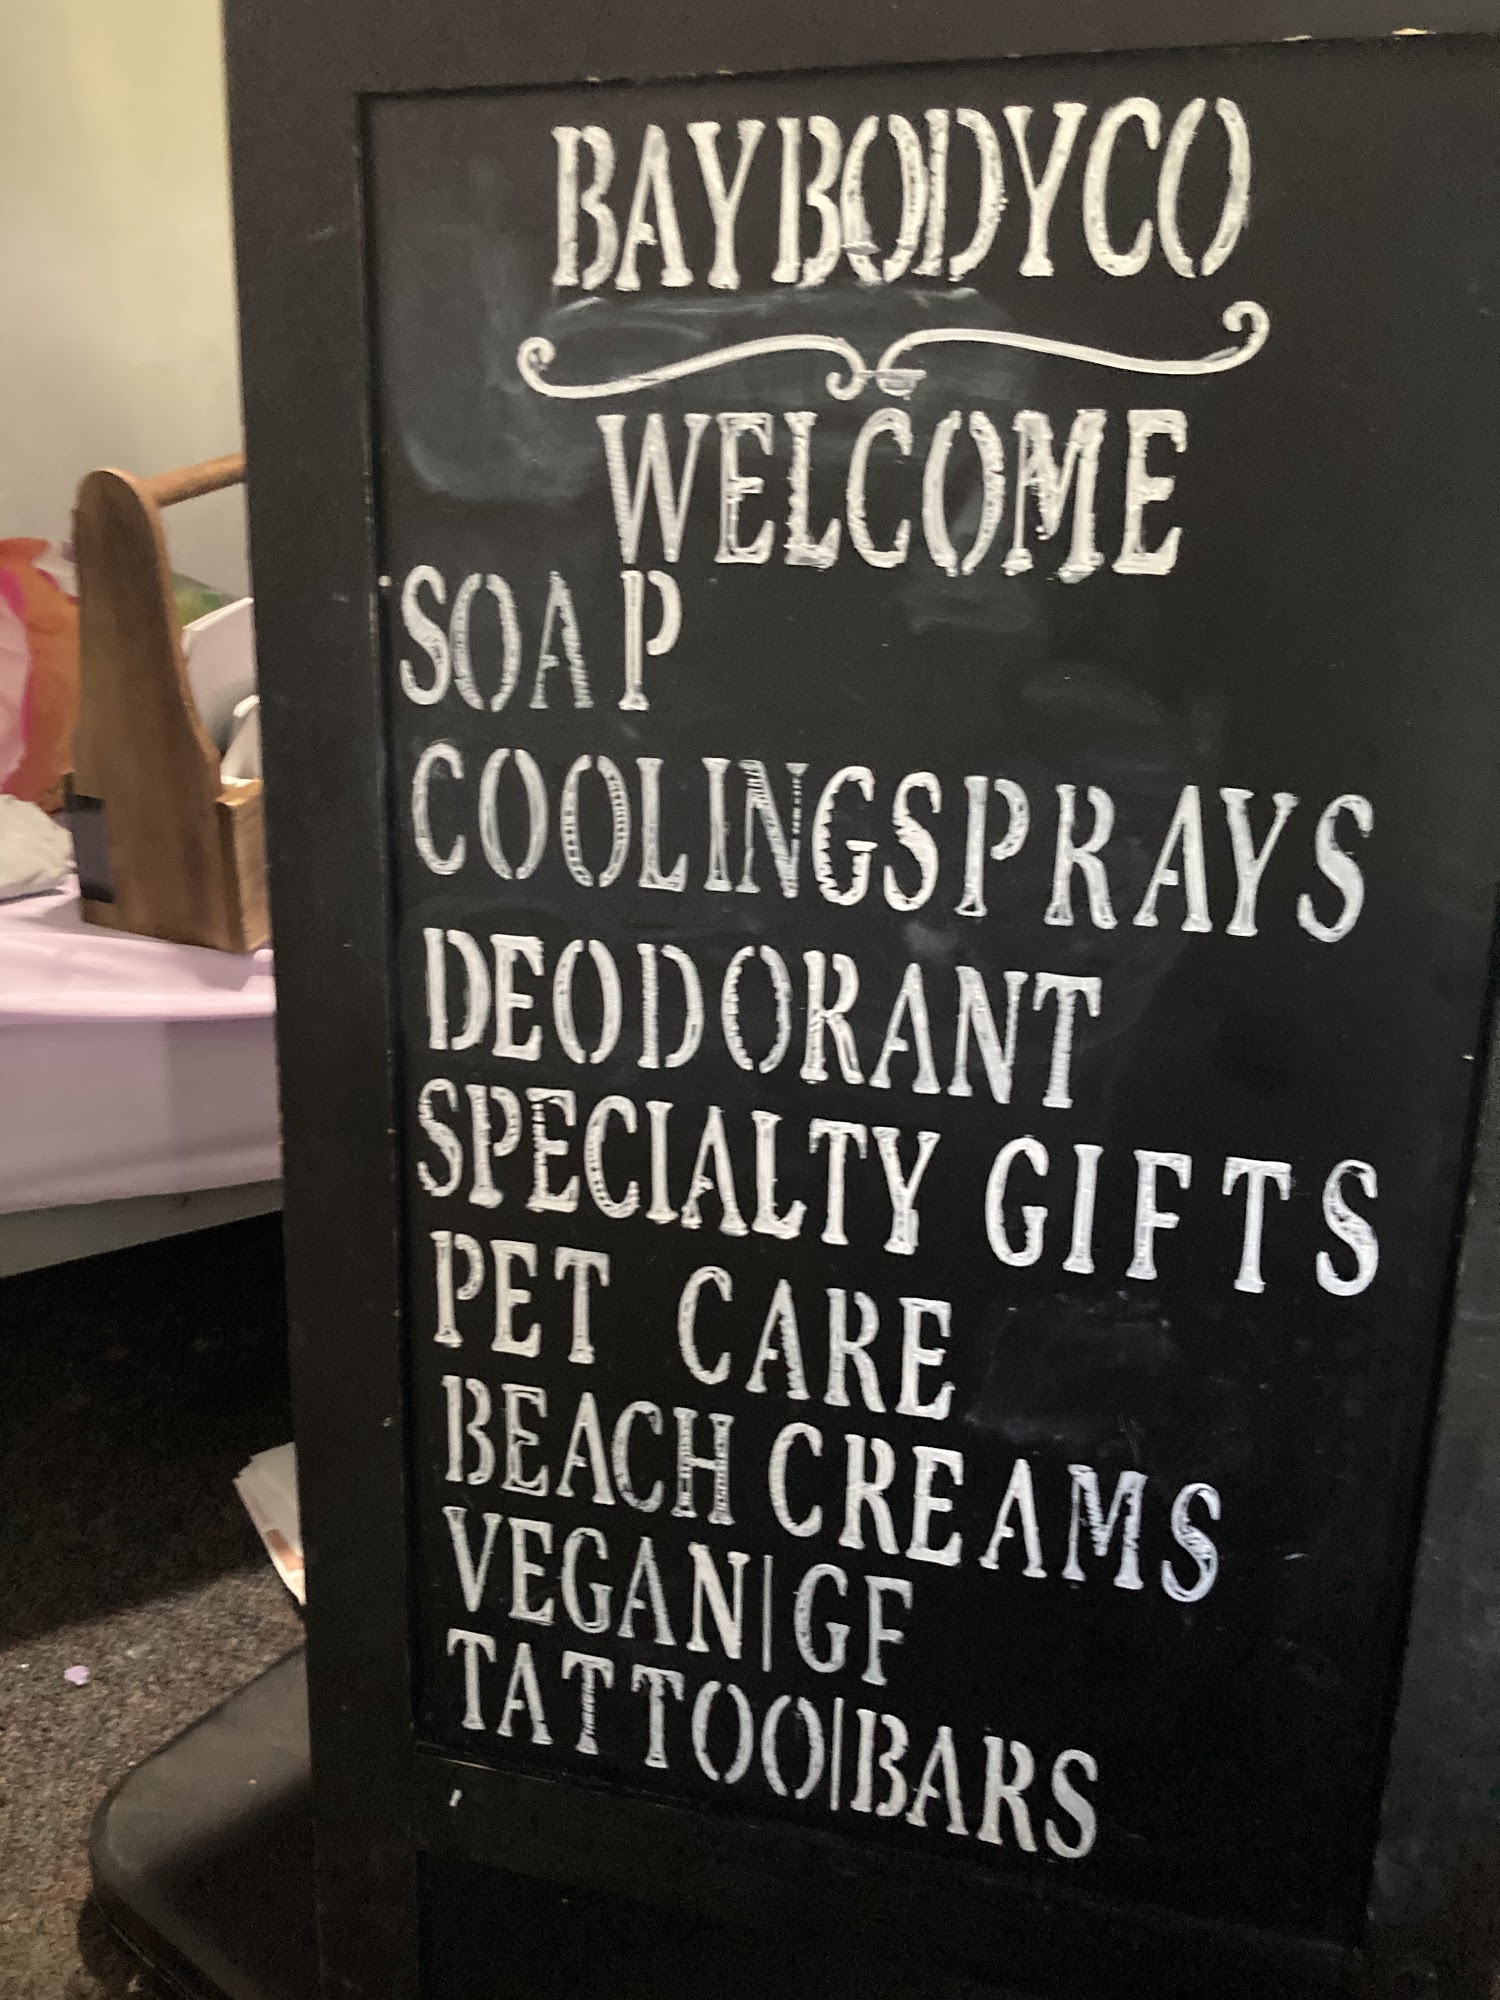 BAYBODYCO
WELCOME
SOAP
COOLINGSPRAYS
DEODORANT
SPECIALTY GIFTS
PET CARE
BEACH CREAMS
VEGAN|GF
TATTOO|BARS